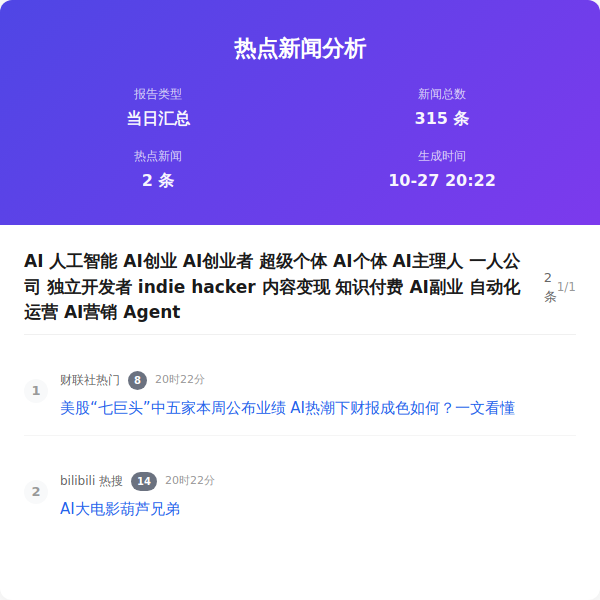 热点新闻分析
报告类型
新闻总数
当日汇总
315 条
热点新闻
生成时间
2 条
10-27 20:22
AI 人工智能 AI创业 AI创业者 超级个体 AI个体 AI主理人 一人公
司 独立开发者 indie hacker 内容变现 知识付费 AI副业 自动化
运营 AI营销 Agent
2
条
1/1
1
财联社热门 8 20时22分
美股“七巨头”中五家本周公布业绩 AI热潮下财报成色如何？一文看懂
2
bilibili 热搜 14 20时22分
AI大电影葫芦兄弟